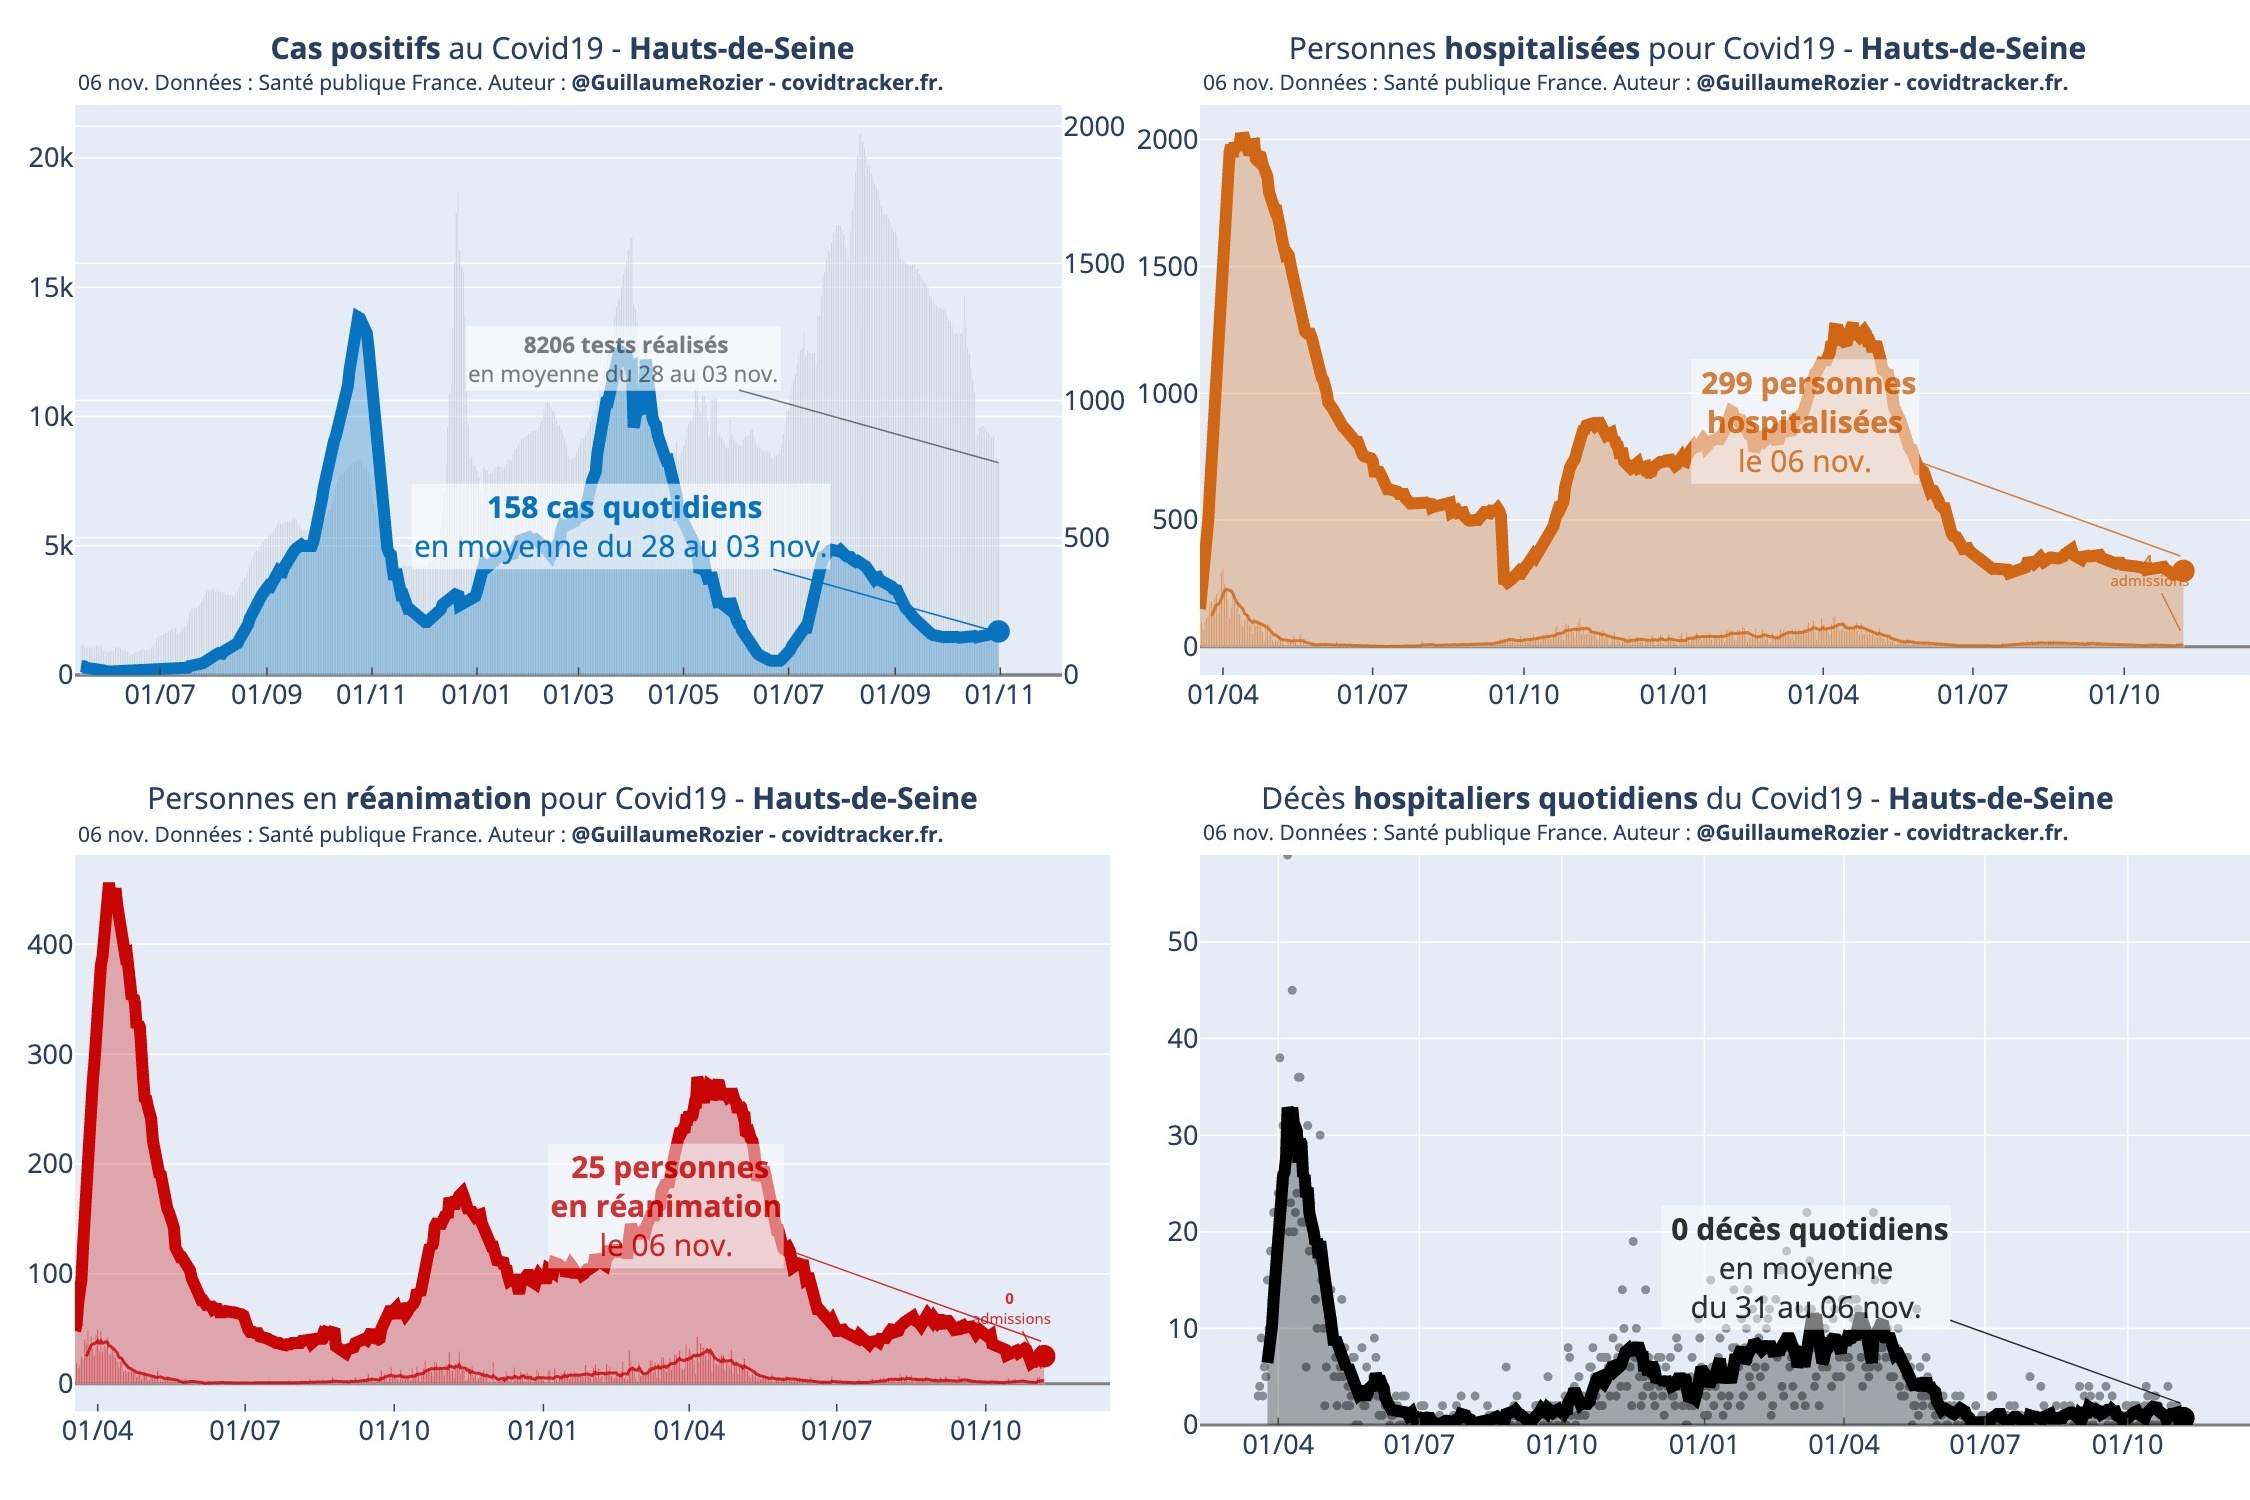 Cas positifs au Covid19 - Hauts-de-Seine
06 nov. Données : Santé publique France. Auteur : @GuillaumeRozier - covidtracker.fr.
20k
15k
10k
5k
0
2000
1500
1000
500
0
8206 tests réalisés
en moyenne du 28 au 03 nov.
158 cas quotidiens
en moyenne du 28 au 03 nov.
01/07 01/09 01/11 01/01 01/03 01/05 01/07 01/09 01/11
Personnes hospitalisées pour Covid19 - Hauts-de-Seine
06 nov. Données : Santé publique France. Auteur : @GuillaumeRozier - covidtracker.fr.
2000
1500
1000
500
0
299 personnes
hospitalisées
le 06 nov.
4
admissions
01/04 01/07 01/10 01/01 01/04 01/07 01/10
Personnes en réanimation pour Covid19 - Hauts-de-Seine
06 nov. Données : Santé publique France. Auteur : @GuillaumeRozier - covidtracker.fr.
400
300
200
100
0
25 personnes
en réanimation
le 06 nov.
0
admissions
01/04 01/07 01/10 01/01 01/04 01/07 01/10
Décès hospitaliers quotidiens du Covid19 - Hauts-de-Seine
06 nov. Données : Santé publique France. Auteur : @GuillaumeRozier - covidtracker.fr.
50
40
30
20
10
0
0 décès quotidiens
en moyenne
du 31 au 06 nov.
01/04 01/07 01/10 01/01 01/04 01/07 01/10